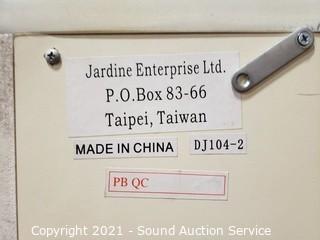 Jardine Enterprise Ltd.
P.O.Box 83-66
Taipei, Taiwan
MADE IN CHINA
DJ104-2
PB QC
Copyright 2021 - Sound Auction Service